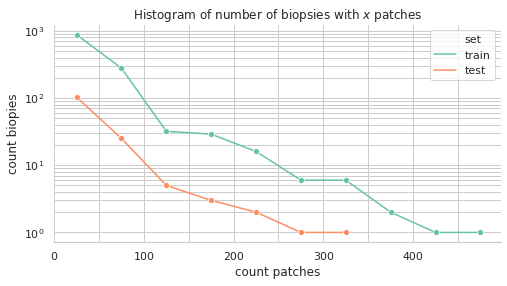 Histogram of number of biopsies with x patches
set
train
test
count biopies
10³
10²
10¹
10⁰
0
100
200
300
400
count patches